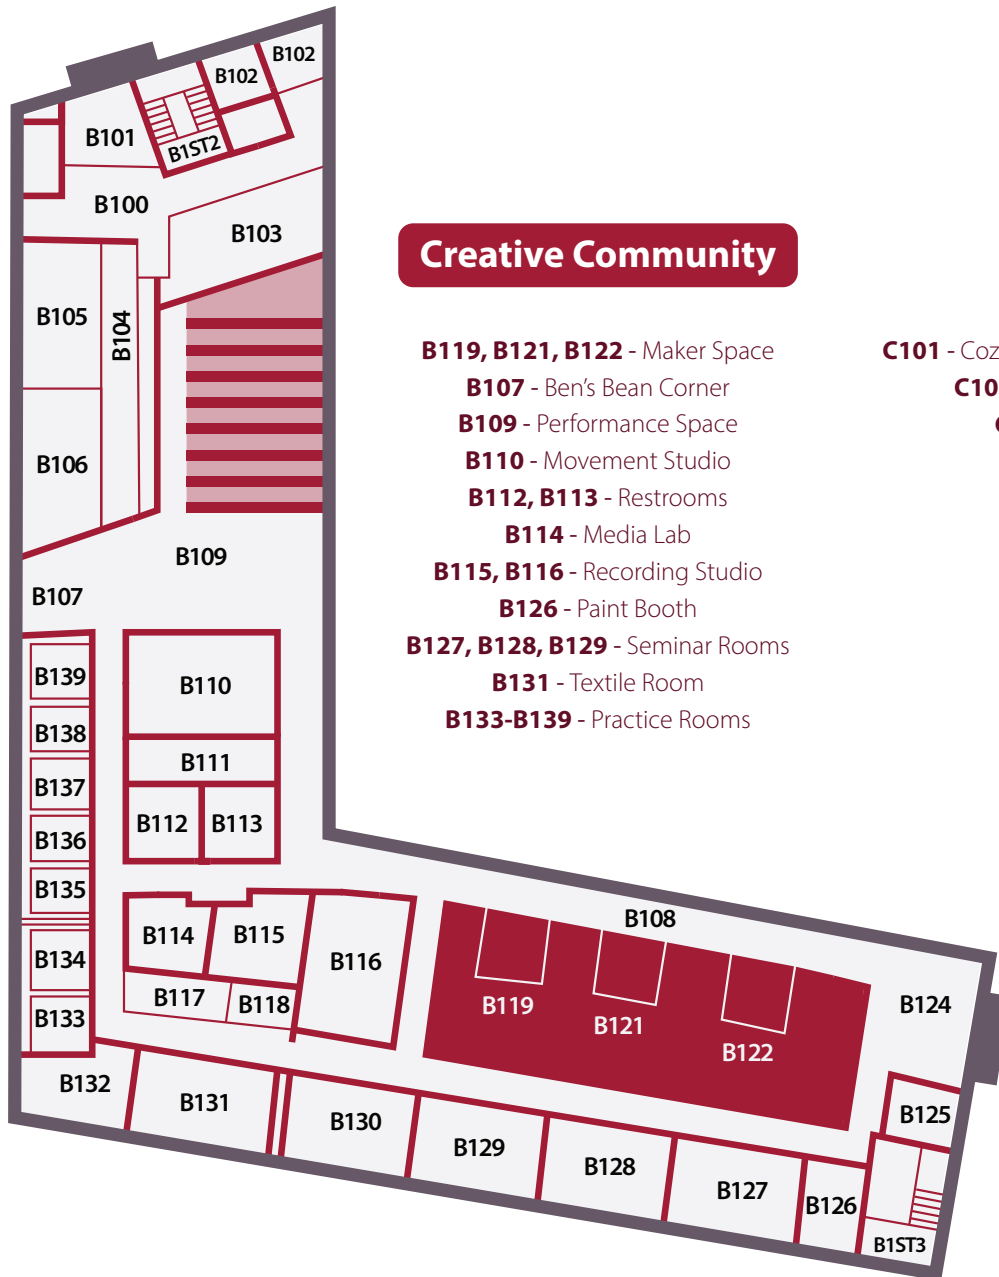 B102
B102
B101
B1ST2
B100
B103
Creative Community
B105
B104
B119, B121, B122 - Maker Space
B107 - Ben's Bean Corner
B109 - Performance Space
B110 - Movement Studio
B112, B113 - Restrooms
B114 - Media Lab
B115, B116 - Recording Studio
B126 - Paint Booth
B127, B128, B129 - Seminar Rooms
B131 - Textile Room
B133-B139 - Practice Rooms
C101 -
B106
B109
B107
B139
B110
B138
B111
B137
B112
B113
B136
B135
B114
B115
B116
B108
B134
B117
B118
B119
B121
B122
B124
B133
B132
B131
B130
B129
B128
B127
B126
B125
B1ST3